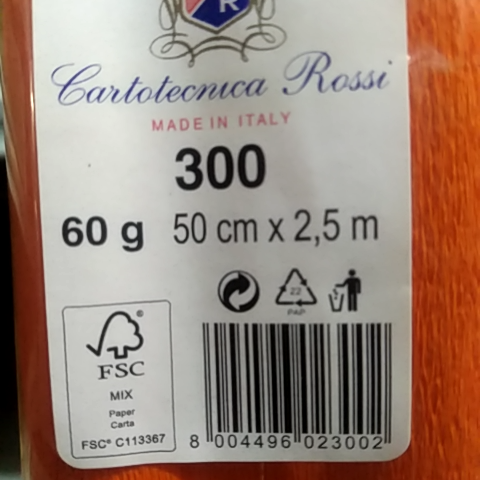 R
Cartotecnica Rossi
MADE IN ITALY
300
60 g 50 cm x 2,5 m
22
PAP
FSC®
MIX
Paper
Carta
FSC® C113367
8 004496 023002